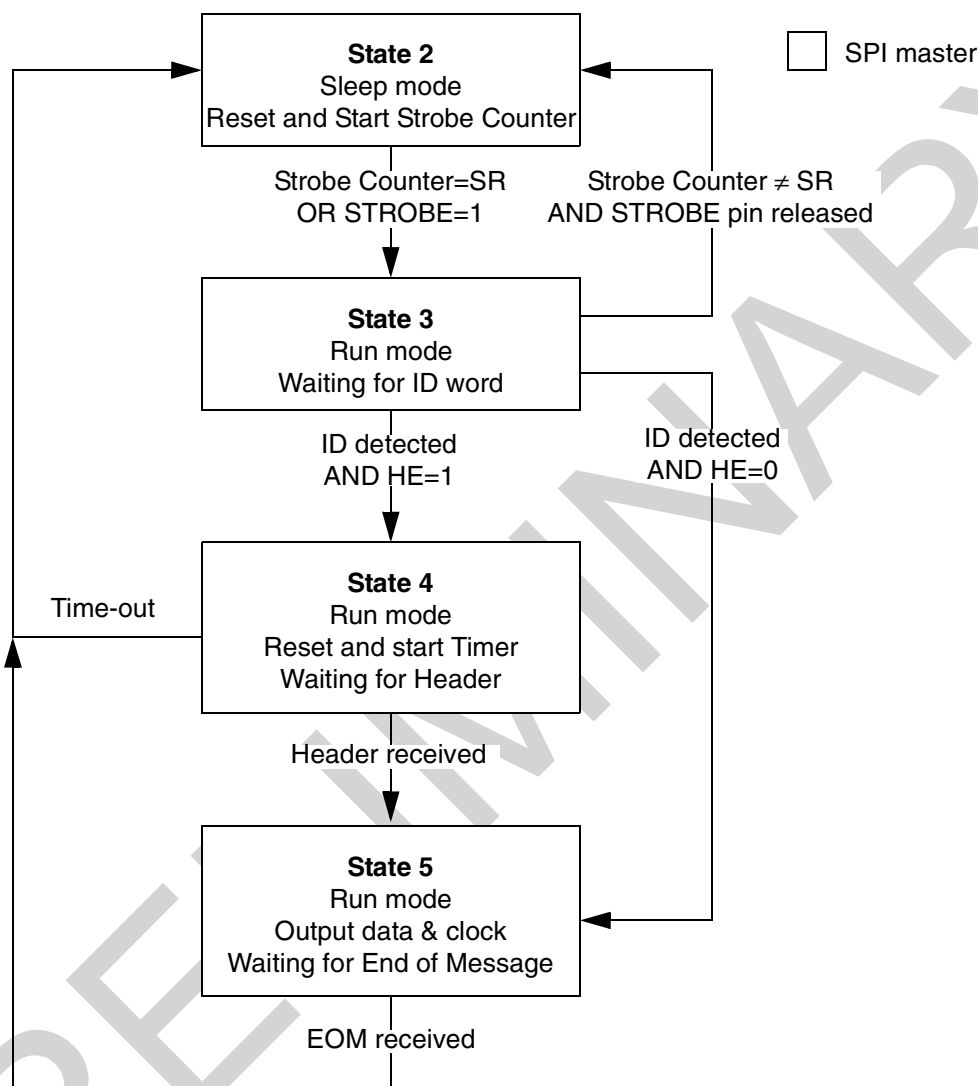 State 2
Sleep mode
Reset and Start Strobe Counter
SPI master
Strobe Counter=SR
OR STROBE=1
Strobe Counter ≠ SR
AND STROBE pin released
State 3
Run mode
Waiting for ID word
ID detected
AND HE=1
ID detected
AND HE=0
State 4
Run mode
Reset and start Timer
Waiting for Header
Time-out
Header received
State 5
Run mode
Output data & clock
Waiting for End of Message
EOM received